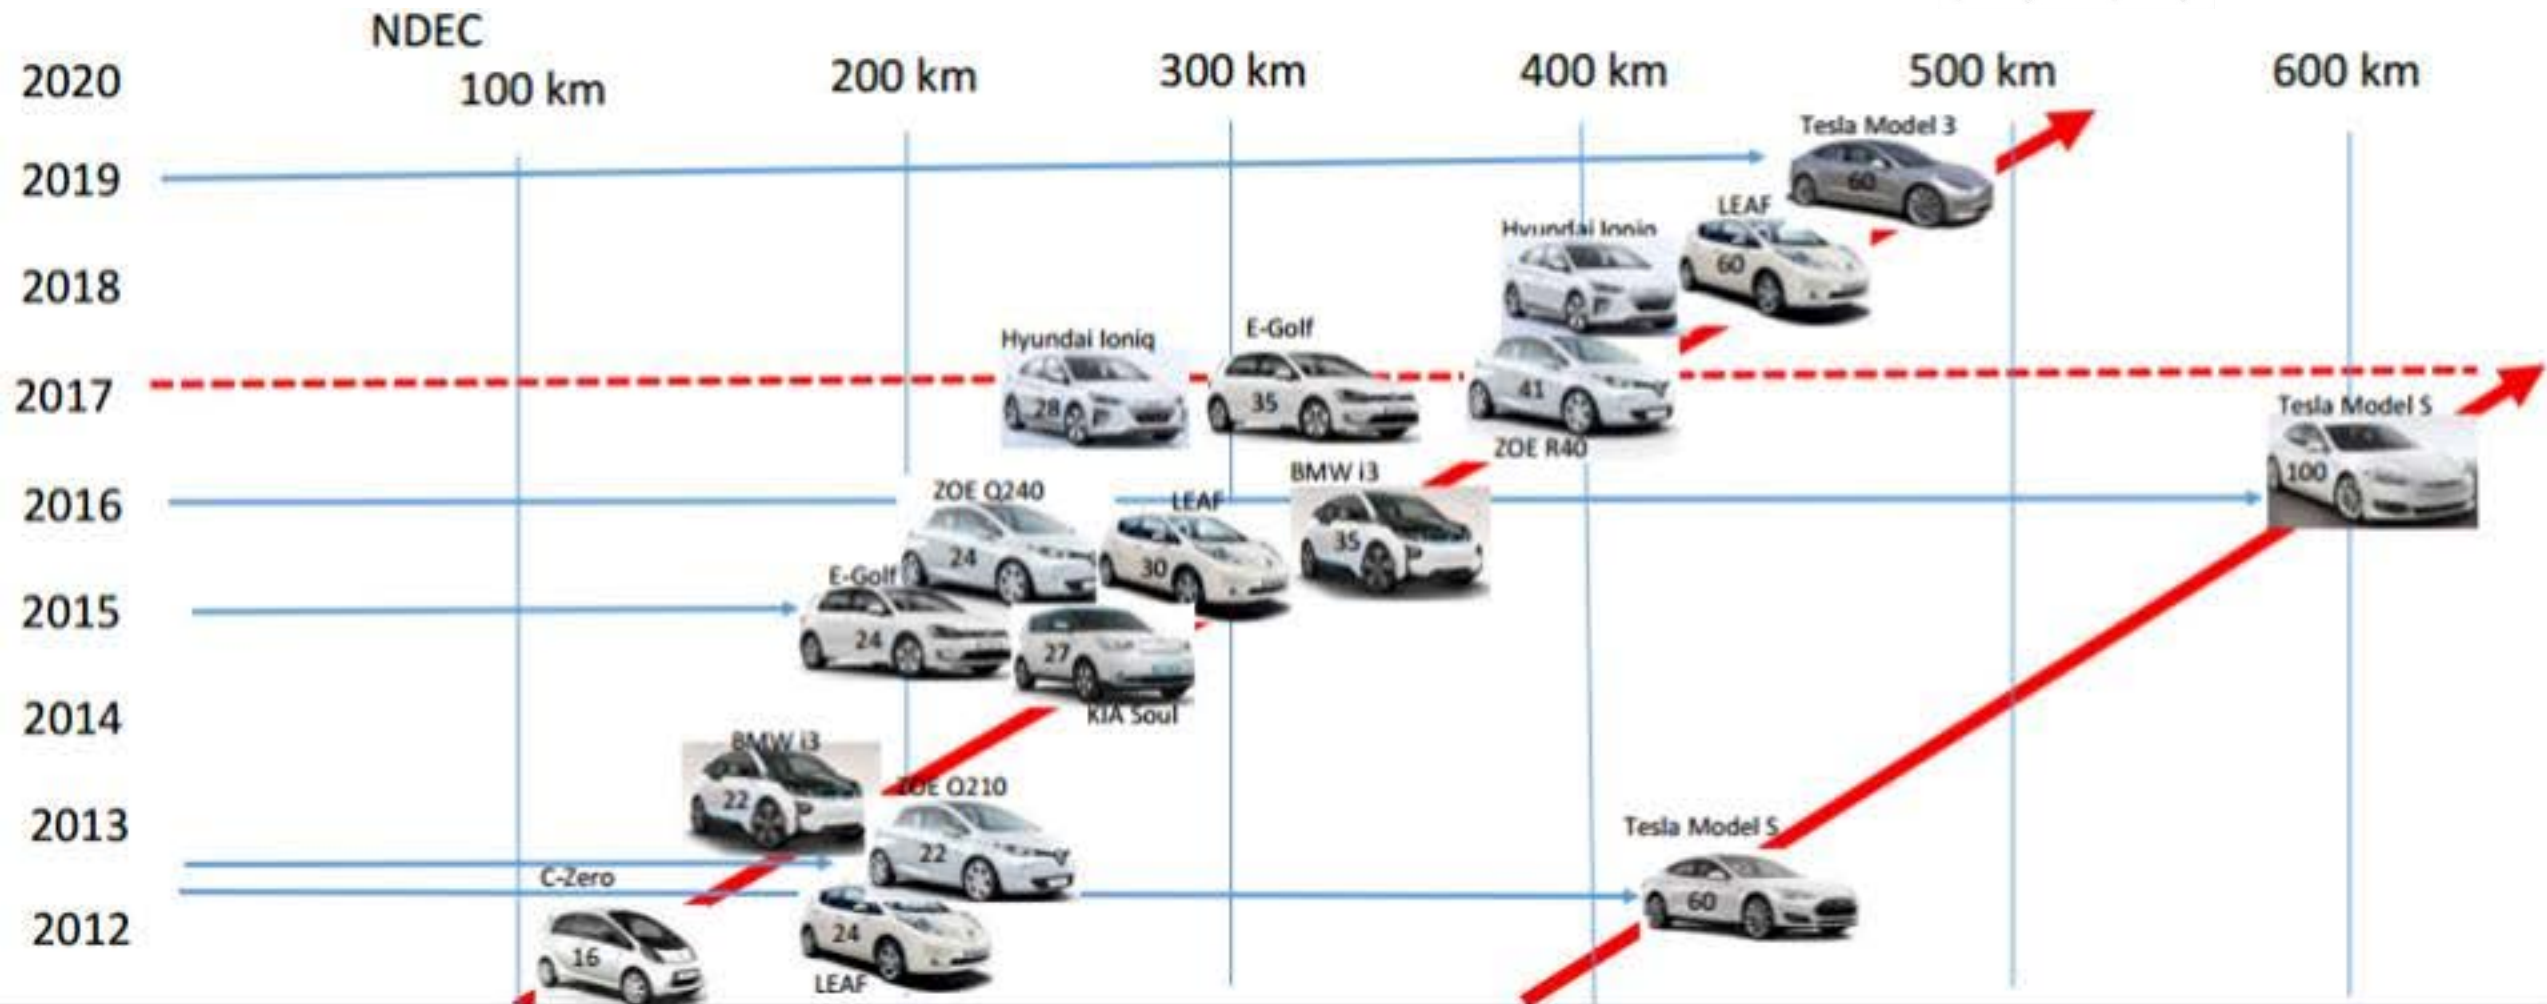 NDEC
2020
100 km
200 km
300 km
400 km
500 km
600 km
Tesla Model 3
2019
60
LEAF
Hyundai Ioniq
2018
60
Hyundai Ioniq
E-Golf
2017
28
35
41
Tesla Model S
ZOE R40
BMW i3
100
2016
ZOE Q240
LEAF
35
24
30
E-Golf
2015
24
27
2014
KIA Soul
BMW i3
ZOE Q210
22
2013
Tesla Model S
22
C-Zero
60
2012
24
16
LEAF